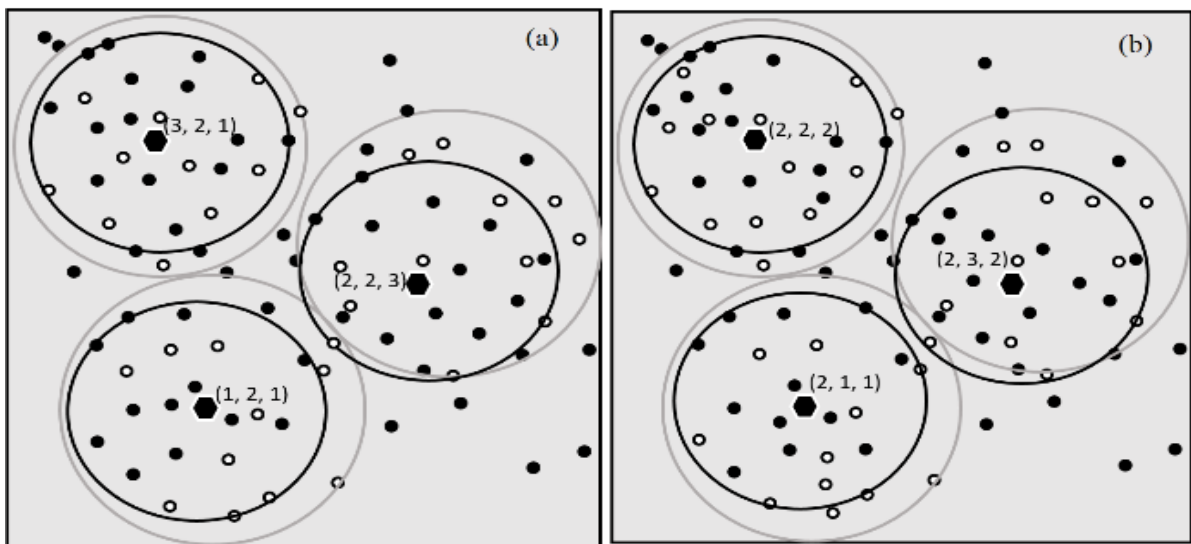 (a)
(3, 2, 1)
(2, 2, 3)
(1, 2, 1)
(b)
(2, 2, 2)
(2, 3, 2)
(2, 1, 1)